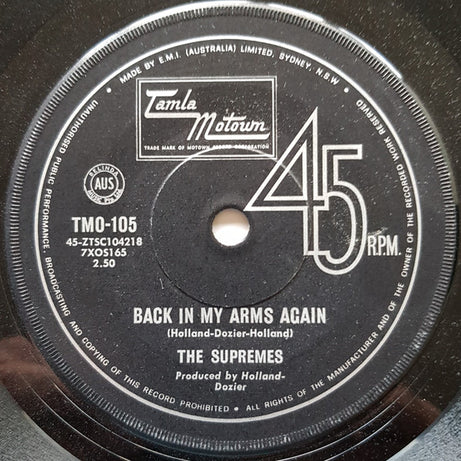 MADE BY E.M.I. (AUSTRALIA) LIMITED, SYDNEY, N.S.W.
Tamla
Motown
TRADE MARK OF MOTOWN RECORD CORPORATION
45
R.P.M.
BELINDA
AUS
TMO-105
45-ZTSC104218
7XOS165
2.50
BACK IN MY ARMS AGAIN
(Holland-Dozier-Holland)
THE SUPREMES
Produced by Holland-
Dozier
UNAUTHORISED PUBLIC PERFORMANCE, BROADCASTING AND COPYING OF THIS RECORD PROHIBITED • ALL RIGHTS OF THE MANUFACTURER AND OF THE OWNER OF THE RECORDED WORK RESERVED